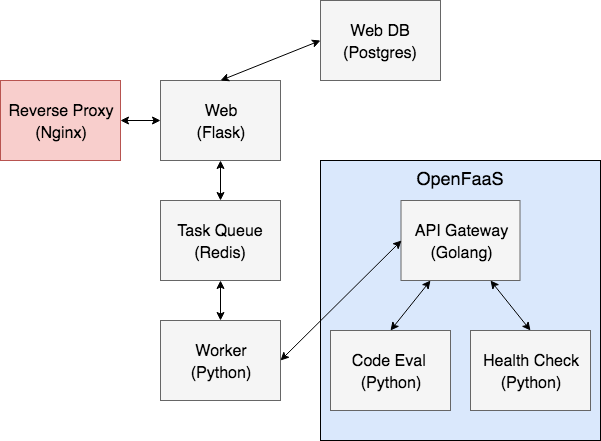 Web DB
(Postgres)
Reverse Proxy
(Nginx)
Web
(Flask)
OpenFaaS
Task Queue
(Redis)
API Gateway
(Golang)
Worker
(Python)
Code Eval
(Python)
Health Check
(Python)